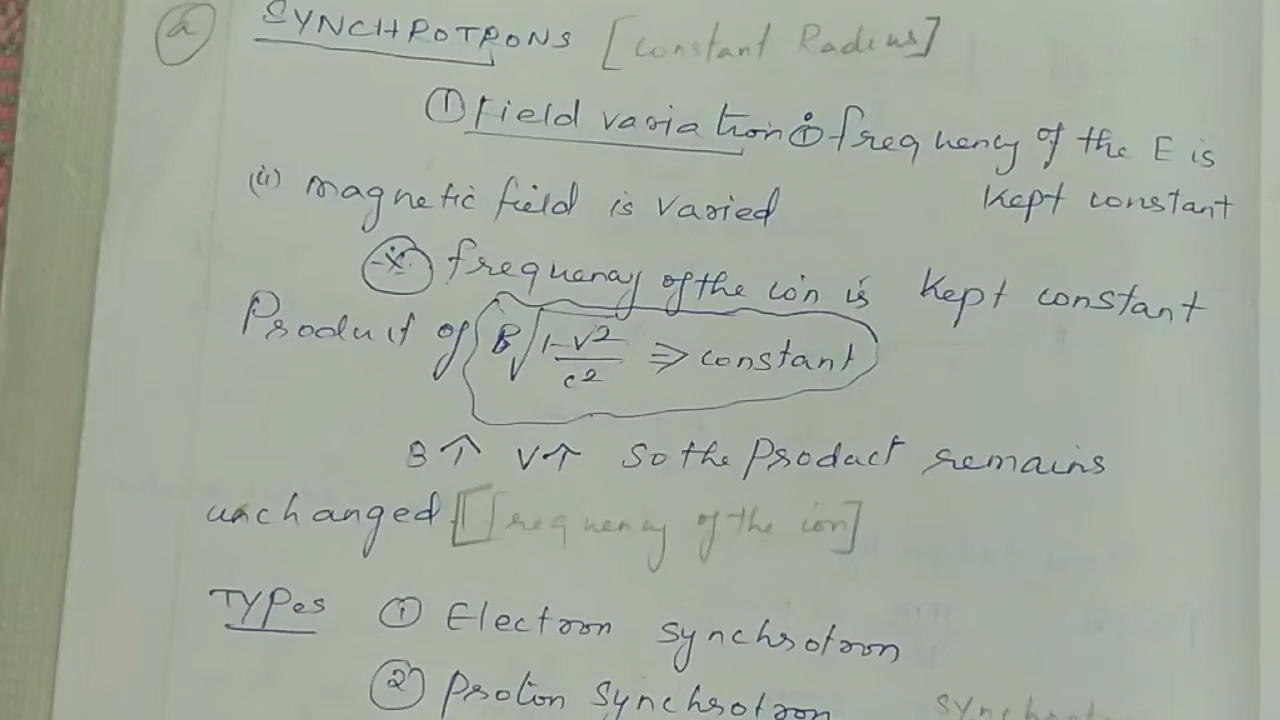 a SYNCHROTRONS [constant Radius]
① Field variation ① frequency of the E is
kept constant
(ii) magnetic field is varied
* frequency of the ion is kept constant
Product of B√1-v²/c² ⇒ constant
B↑ V↑ so the Product remains
unchanged [frequency of the ion]
TYPes ① Electron synchrotron
② Proton synchrotron